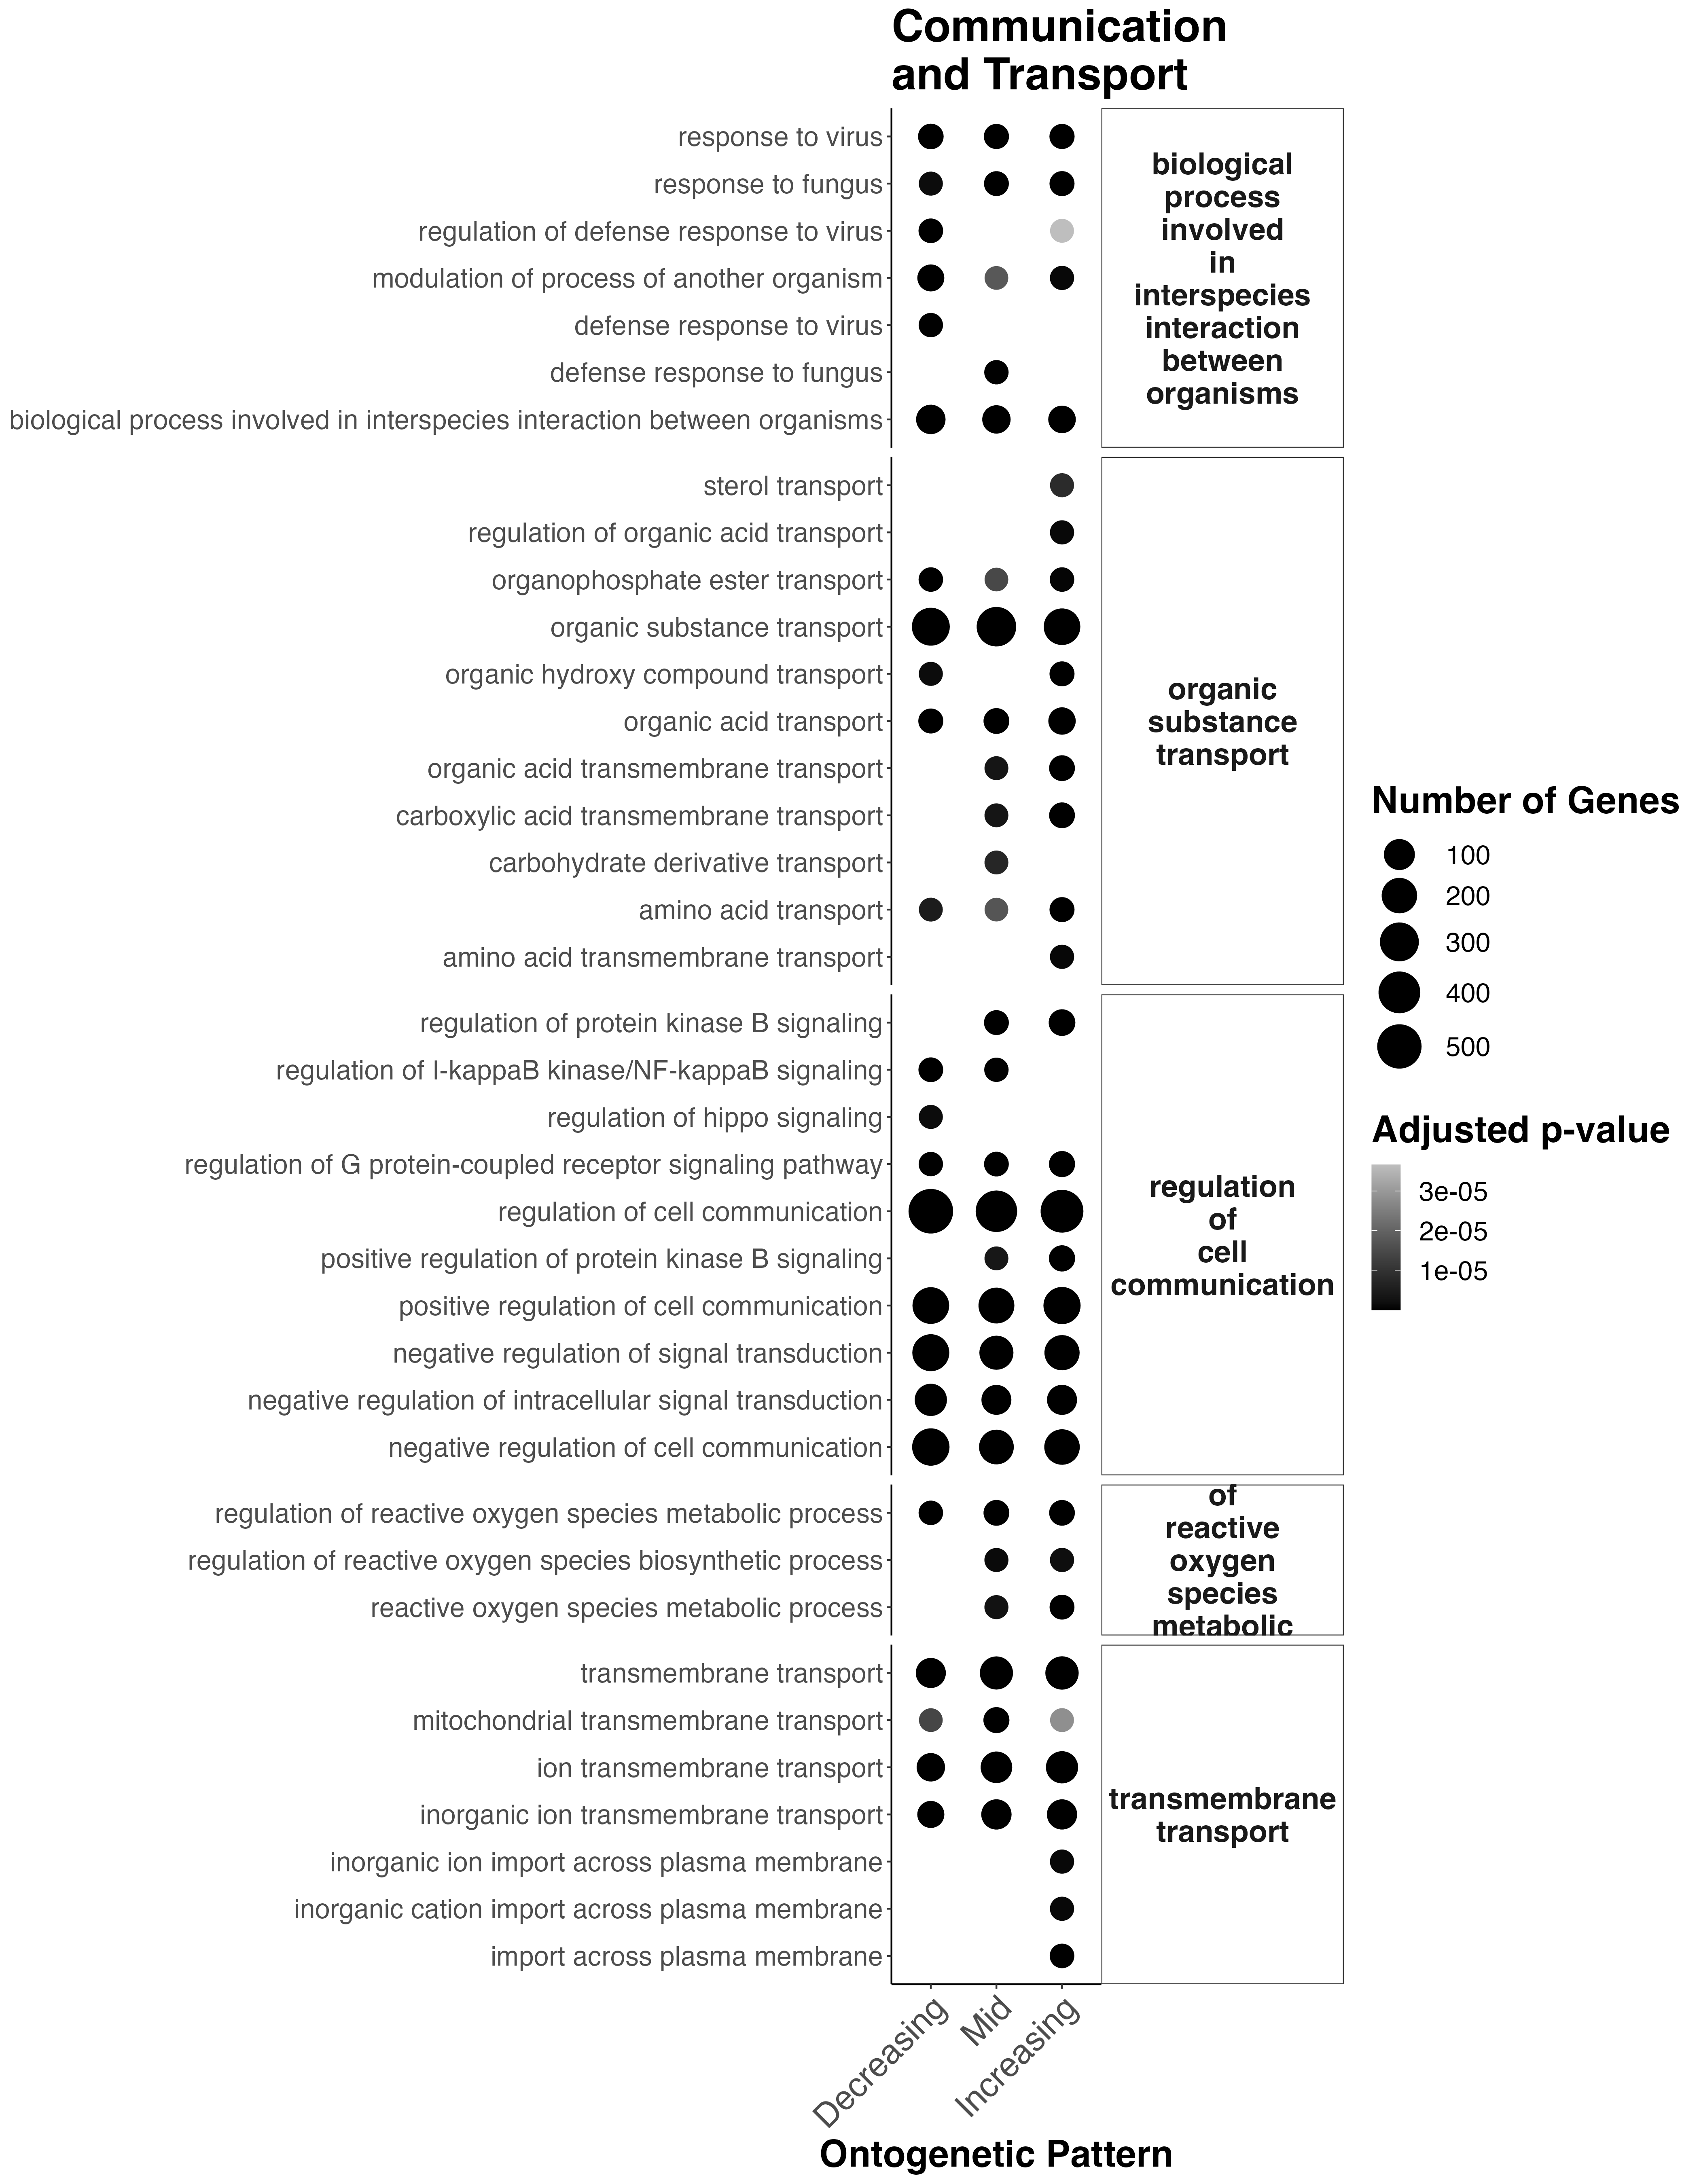 Communication
and Transport
response to virus
response to fungus
regulation of defense response to virus
modulation of process of another organism
defense response to virus
defense response to fungus
biological process involved in interspecies interaction between organisms
biological
process
involved
in
interspecies
interaction
between
organisms
sterol transport
regulation of organic acid transport
organophosphate ester transport
organic substance transport
organic hydroxy compound transport
organic acid transport
organic acid transmembrane transport
carboxylic acid transmembrane transport
carbohydrate derivative transport
amino acid transport
amino acid transmembrane transport
organic
substance
transport
regulation of protein kinase B signaling
regulation of I-kappaB kinase/NF-kappaB signaling
regulation of hippo signaling
regulation of G protein-coupled receptor signaling pathway
regulation of cell communication
positive regulation of protein kinase B signaling
positive regulation of cell communication
negative regulation of signal transduction
negative regulation of intracellular signal transduction
negative regulation of cell communication
regulation
of
cell
communication
regulation of reactive oxygen species metabolic process
regulation of reactive oxygen species biosynthetic process
reactive oxygen species metabolic process
of
reactive
oxygen
species
metabolic
transmembrane transport
mitochondrial transmembrane transport
ion transmembrane transport
inorganic ion transmembrane transport
inorganic ion import across plasma membrane
inorganic cation import across plasma membrane
import across plasma membrane
transmembrane
transport
Decreasing
Mid
Increasing
Ontogenetic Pattern
Number of Genes
100
200
300
400
500
Adjusted p-value
3e-05
2e-05
1e-05